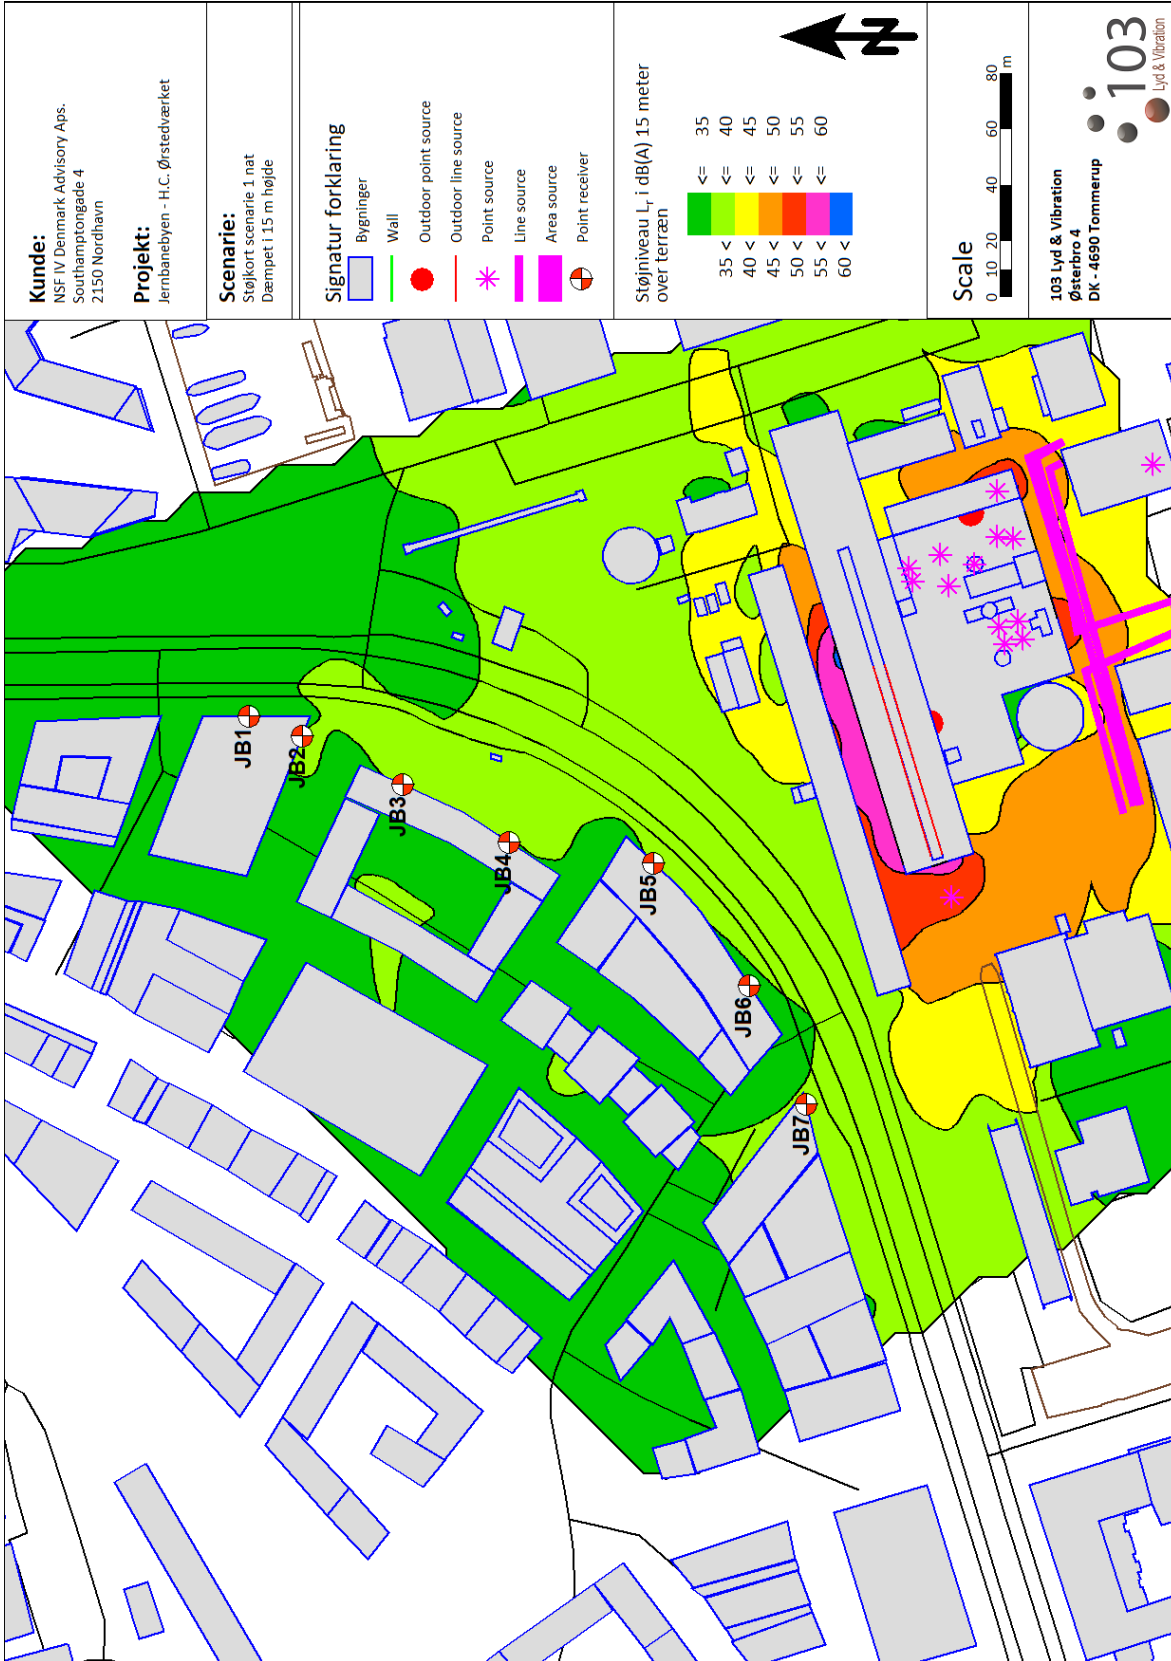 Kunde:
NSF IV Denmark Advisory Aps.
Southamptongade 4
2150 Nordhavn
Projekt:
Jernbanebyen - H.C. Ørstedværket
Scenarie:
Støjkort scenarie 1 nat
Dæmpet i 15 m højde
Signatur forklaring
Bygninger
Wall
Outdoor point source
Outdoor line source
Point source
Line source
Area source
Point receiver
Støjniveau Lr i dB(A) 15 meter
over terræn
<= 35
35 < <= 40
40 < <= 45
45 < <= 50
50 < <= 55
55 < <= 60
60 <
N
Scale
0 10 20 40 60 80
m
103 Lyd & Vibration
Østerbro 4
DK - 4690 Tommerup
103
Lyd & Vibration
JB1
JB2
JB3
JB4
JB5
JB6
JB7